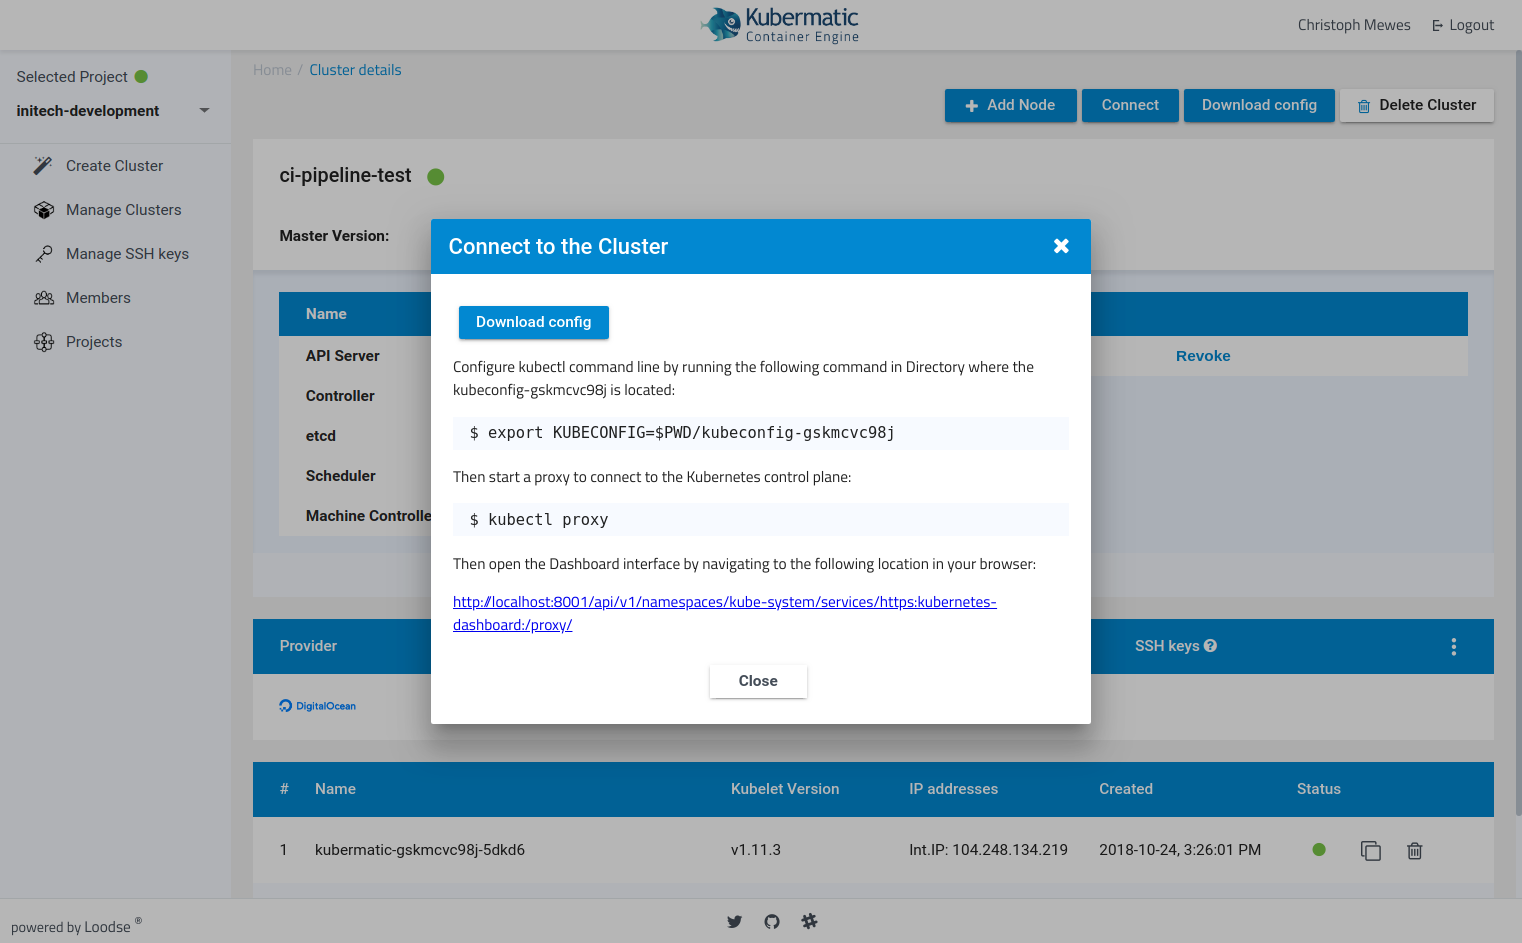 Kubermatic
Container Engine
Christoph Mewes
Logout
Selected Project
initech-development
Create Cluster
Manage Clusters
Manage SSH keys
Members
Projects
Home / Cluster details
Add Node
Connect
Download config
Delete Cluster
ci-pipeline-test
Master Version:
Name
API Server
Revoke
Controller
etcd
Scheduler
Machine Controlle
Connect to the Cluster
Download config
Configure kubectl command line by running the following command in Directory where the
kubeconfig-gskmcvc98j is located:
$ export KUBECONFIG=$PWD/kubeconfig-gskmcvc98j
Then start a proxy to connect to the Kubernetes control plane:
$ kubectl proxy
Then open the Dashboard interface by navigating to the following location in your browser:
http://localhost:8001/api/v1/namespaces/kube-system/services/https:kubernetes-
dashboard:/proxy/
Close
Provider
SSH keys
DigitalOcean
# Name Kubelet Version IP addresses Created Status
1 kubermatic-gskmcvc98j-5dkd6 v1.11.3 Int.IP: 104.248.134.219 2018-10-24, 3:26:01 PM
powered by Loodse ®